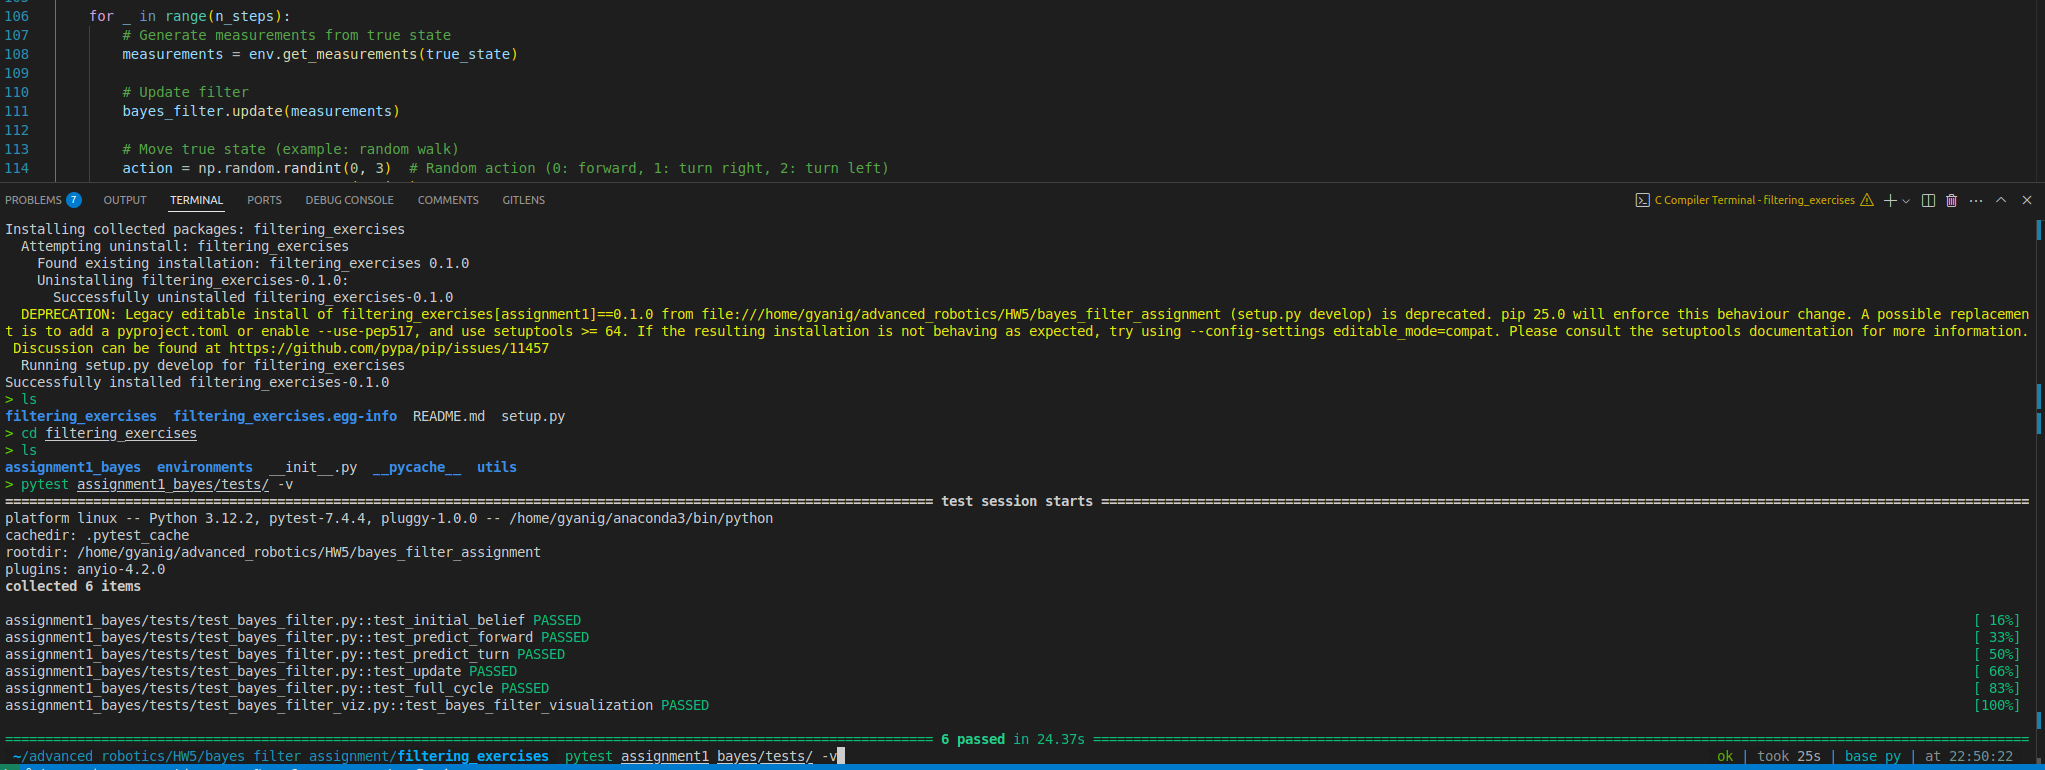 106 for _ in range(n_steps):
107 # Generate measurements from true state
108 measurements = env.get_measurements(true_state)
109
110 # Update filter
111 bayes_filter.update(measurements)
112
113 # Move true state (example: random walk)
114 action = np.random.randint(0, 3)  # Random action (0: forward, 1: turn right, 2: turn left)
PROBLEMS 7 OUTPUT TERMINAL PORTS DEBUG CONSOLE COMMENTS GITLENS C Compiler Terminal - filtering_exercises
Installing collected packages: filtering_exercises
  Attempting uninstall: filtering_exercises
    Found existing installation: filtering_exercises 0.1.0
    Uninstalling filtering_exercises-0.1.0:
      Successfully uninstalled filtering_exercises-0.1.0
  DEPRECATION: Legacy editable install of filtering_exercises[assignment1]==0.1.0 from file:///home/gyanig/advanced_robotics/HW5/bayes_filter_assignment (setup.py develop) is deprecated. pip 25.0 will enforce this behaviour change. A possible replacemen
t is to add a pyproject.toml or enable --use-pep517, and use setuptools >= 64. If the resulting installation is not behaving as expected, try using --config-settings editable_mode=compat. Please consult the setuptools documentation for more information.
 Discussion can be found at https://github.com/pypa/pip/issues/11457
  Running setup.py develop for filtering_exercises
Successfully installed filtering_exercises-0.1.0
> ls
filtering_exercises  filtering_exercises.egg-info  README.md  setup.py
> cd filtering_exercises
> ls
assignment1_bayes  environments  __init__.py  __pycache__  utils
> pytest assignment1_bayes/tests/ -v
test session starts
platform linux -- Python 3.12.2, pytest-7.4.4, pluggy-1.0.0 -- /home/gyanig/anaconda3/bin/python
cachedir: .pytest_cache
rootdir: /home/gyanig/advanced_robotics/HW5/bayes_filter_assignment
plugins: anyio-4.2.0
collected 6 items
assignment1_bayes/tests/test_bayes_filter.py::test_initial_belief PASSED [ 16%]
assignment1_bayes/tests/test_bayes_filter.py::test_predict_forward PASSED [ 33%]
assignment1_bayes/tests/test_bayes_filter.py::test_predict_turn PASSED [ 50%]
assignment1_bayes/tests/test_bayes_filter.py::test_update PASSED [ 66%]
assignment1_bayes/tests/test_bayes_filter.py::test_full_cycle PASSED [ 83%]
assignment1_bayes/tests/test_bayes_filter_viz.py::test_bayes_filter_visualization PASSED [100%]
6 passed in 24.37s
~/advanced_robotics/HW5/bayes_filter_assignment/filtering_exercises pytest assignment1_bayes/tests/ -v ok | took 25s | base py | at 22:50:22